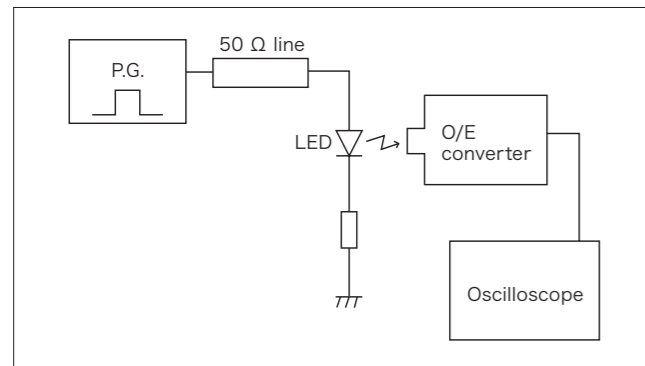 50 Ω line
P.G.
LED
O/E
converter
Oscilloscope